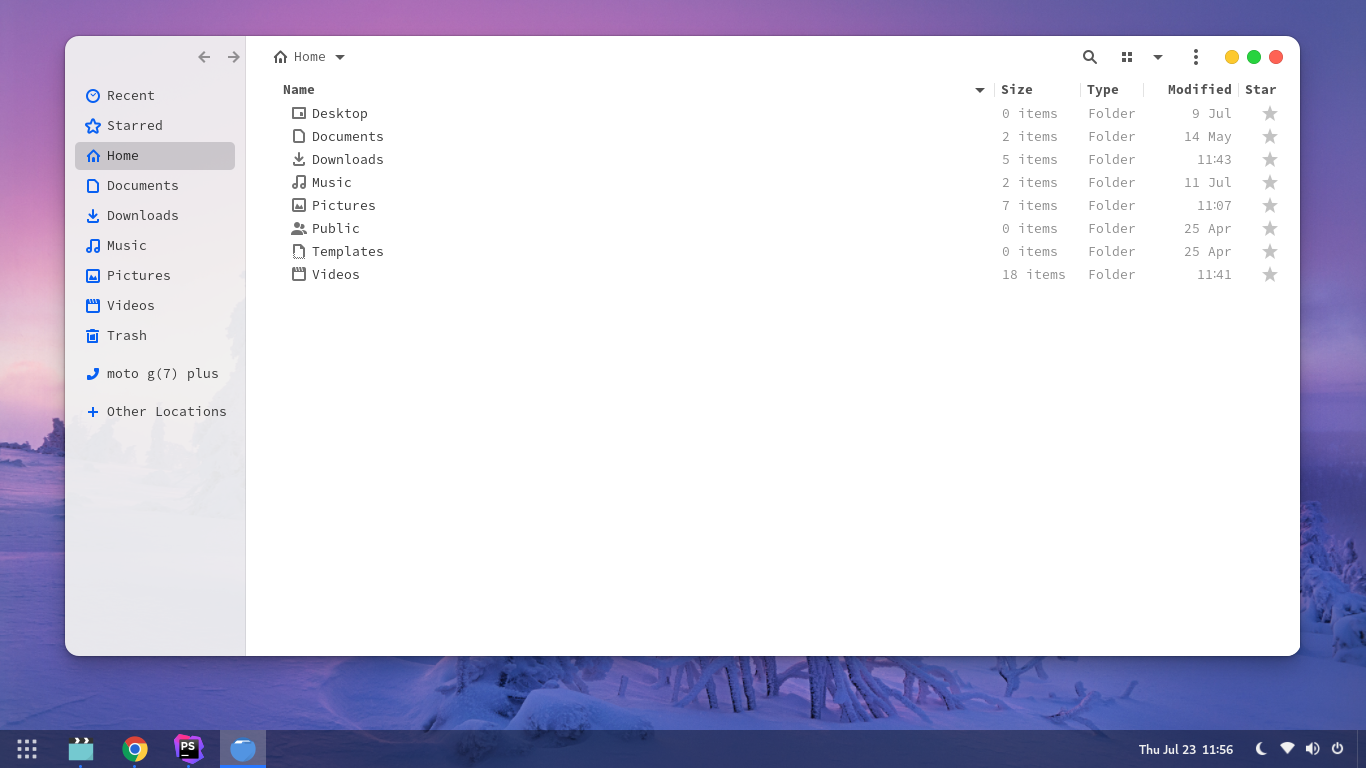 Home
Name Size Type Modified Star
Recent
Starred
Home
Documents
Downloads
Music
Pictures
Videos
Trash
moto g(7) plus
Other Locations
Desktop 0 items Folder 9 Jul
Documents 2 items Folder 14 May
Downloads 5 items Folder 11:43
Music 2 items Folder 11 Jul
Pictures 7 items Folder 11:07
Public 0 items Folder 25 Apr
Templates 0 items Folder 25 Apr
Videos 18 items Folder 11:41
PS
Thu Jul 23 11:56